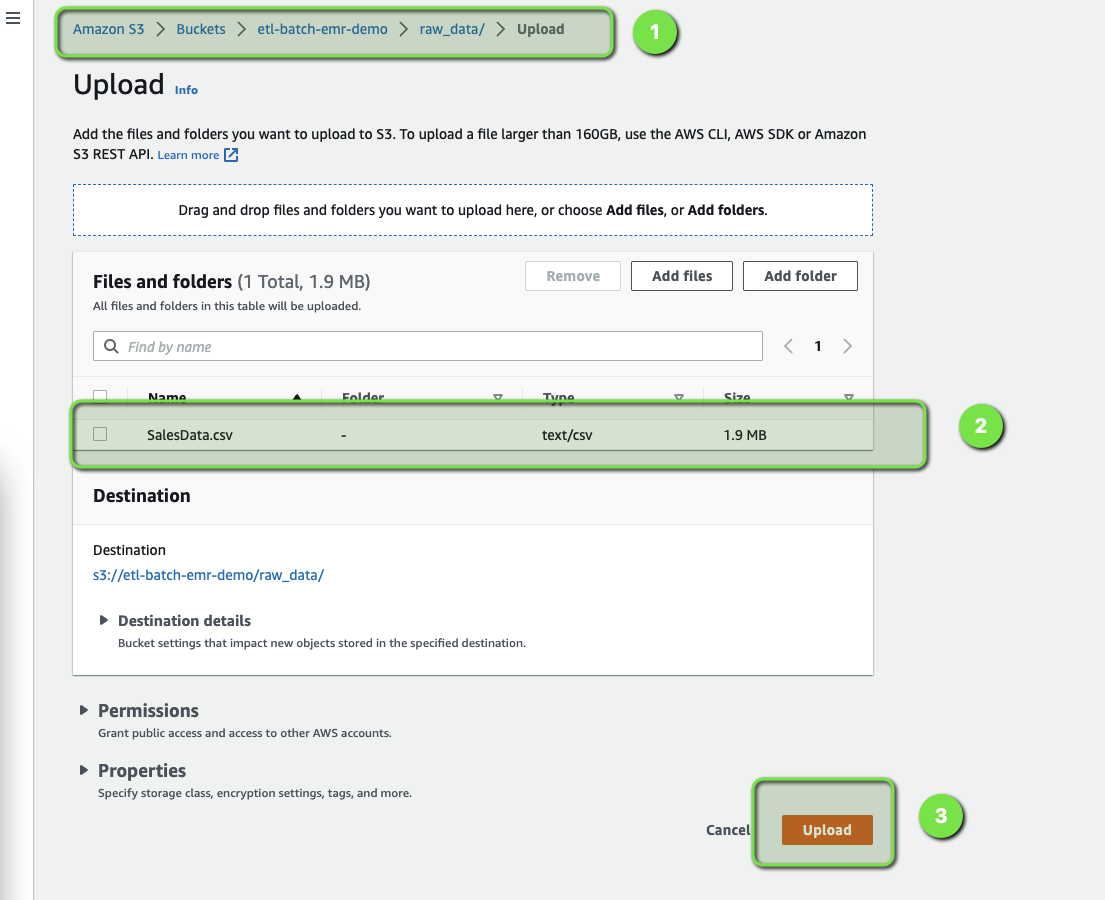 Amazon S3 > Buckets > etl-batch-emr-demo > raw_data/ > Upload
1
Upload Info
Add the files and folders you want to upload to S3. To upload a file larger than 160GB, use the AWS CLI, AWS SDK or Amazon
S3 REST API. Learn more
Drag and drop files and folders you want to upload here, or choose Add files, or Add folders.
Files and folders (1 Total, 1.9 MB)
Remove
Add files
Add folder
All files and folders in this table will be uploaded.
Find by name
1
Name Folder Type Size
SalesData.csv - text/csv 1.9 MB
2
Destination
Destination
s3://etl-batch-emr-demo/raw_data/
Destination details
Bucket settings that impact new objects stored in the specified destination.
Permissions
Grant public access and access to other AWS accounts.
Properties
Specify storage class, encryption settings, tags, and more.
Cancel
Upload
3